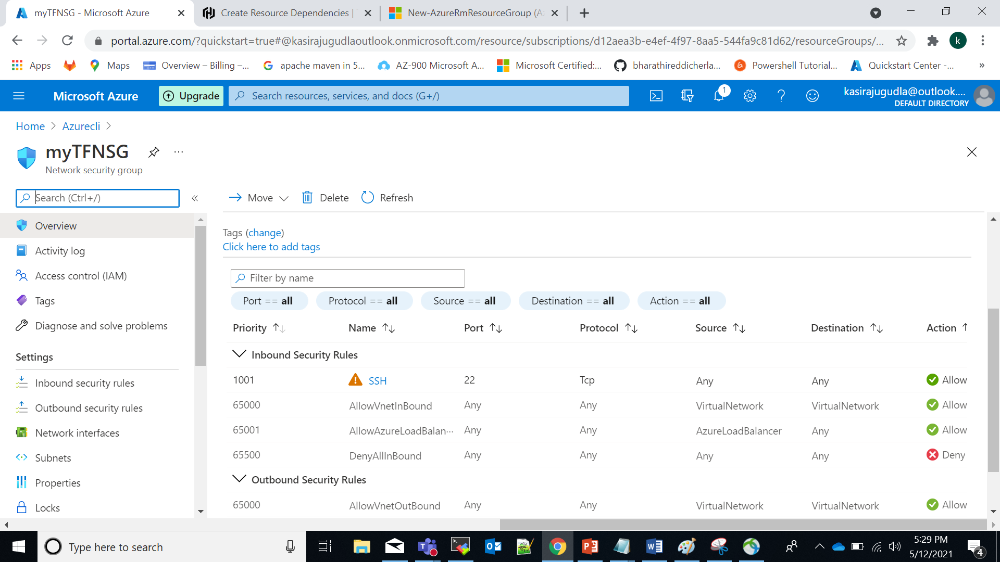 myTFNSG - Microsoft Azure
Create Resource Dependencies |
New-AzureRmResourceGroup (Az
portal.azure.com/?quickstart=true#@kasirajugudlaoutlook.onmicrosoft.com/resource/subscriptions/d12aea3b-e4ef-4f97-8aa5-544fa9c81d62/resourceGroups/...
k
Apps
Maps
Overview – Billing –...
apache maven in 5...
AZ-900 Microsoft A...
Microsoft Certified:...
bharathireddicherla...
Powershell Tutorial...
Quickstart Center -...
»
Microsoft Azure
Upgrade
Search resources, services, and docs (G+/)
1
kasirajugudla@outlook....
DEFAULT DIRECTORY
Home > Azurecli >
myTFNSG
...
Network security group
Search (Ctrl+/)
«
Move
Delete
Refresh
Overview
Activity log
Access control (IAM)
Tags
Diagnose and solve problems
Settings
Inbound security rules
Outbound security rules
Network interfaces
Subnets
Properties
Locks
Tags (change)
Click here to add tags
Filter by name
Port == all
Protocol == all
Source == all
Destination == all
Action == all
Priority ↑↓ Name ↑↓ Port ↑↓ Protocol ↑↓ Source ↑↓ Destination ↑↓ Action ↑
Inbound Security Rules
1001 SSH 22 Tcp Any Any Allow
65000 AllowVnetInBound Any Any VirtualNetwork VirtualNetwork Allow
65001 AllowAzureLoadBalan... Any Any AzureLoadBalancer Any Allow
65500 DenyAllInBound Any Any Any Any Deny
Outbound Security Rules
65000 AllowVnetOutBound Any Any VirtualNetwork VirtualNetwork Allow
Type here to search
5:29 PM
5/12/2021
4